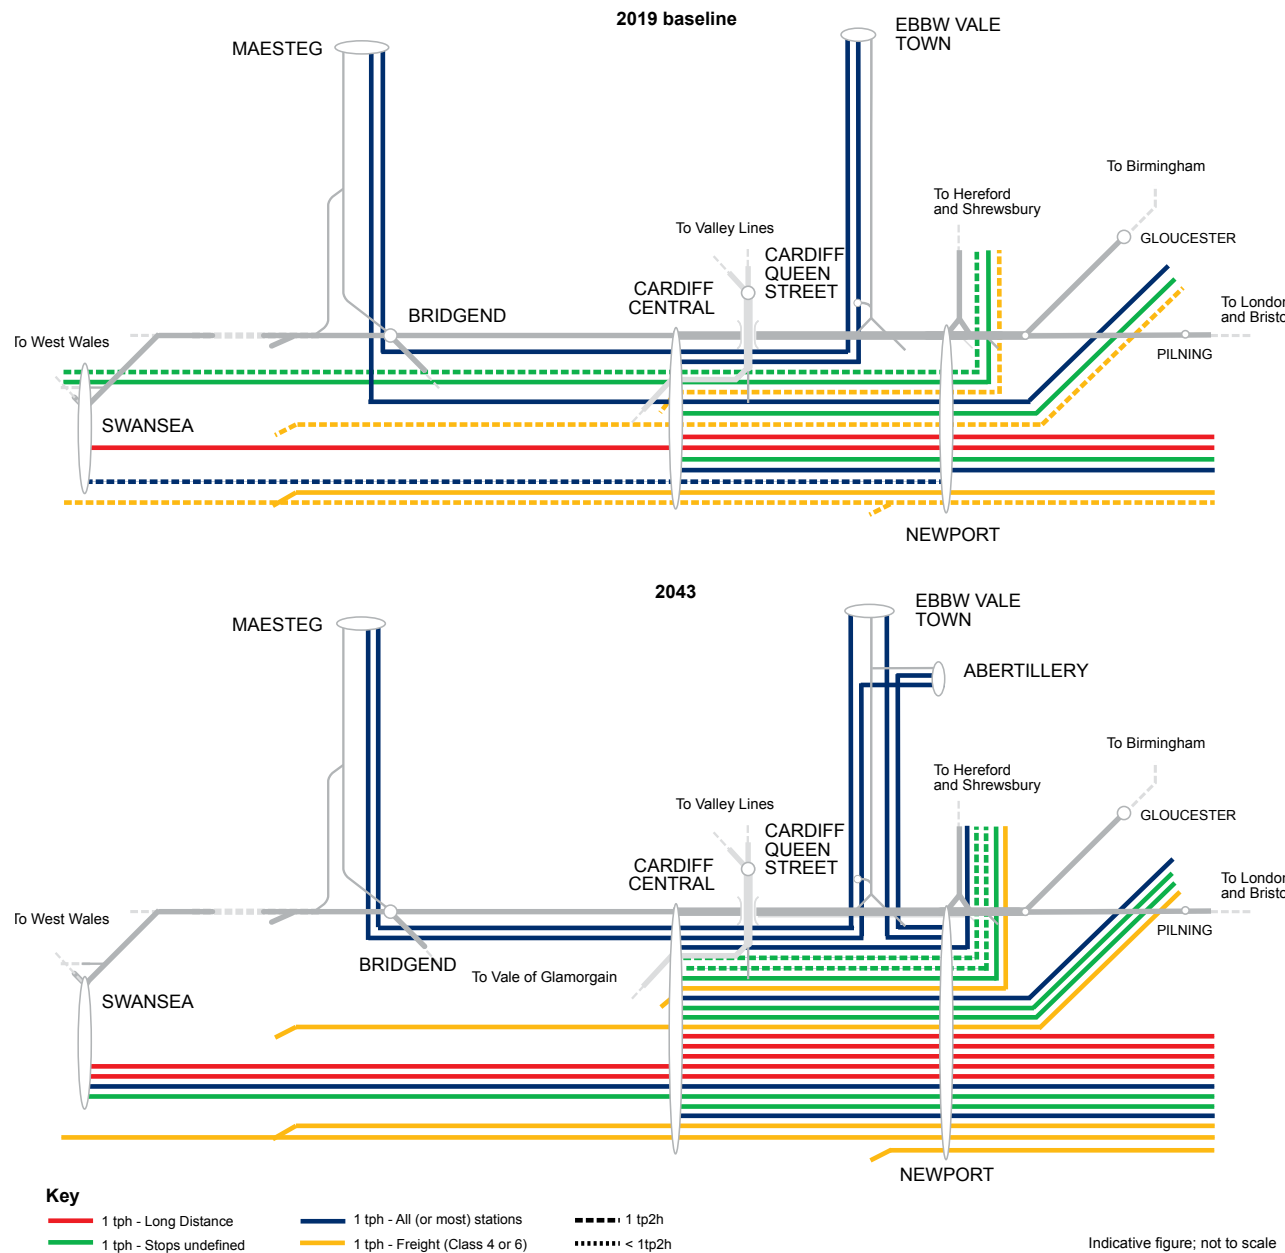 2019 baseline
MAESTEG
EBBW VALE
TOWN
To Birmingham
To Hereford
and Shrewsbury
To Valley Lines
GLOUCESTER
CARDIFF
QUEEN
STREET
CARDIFF
CENTRAL
BRIDGEND
To London
and Bristo
To West Wales
PILNING
SWANSEA
NEWPORT
2043
MAESTEG
EBBW VALE
TOWN
ABERTILLERY
To Birmingham
To Hereford
and Shrewsbury
To Valley Lines
GLOUCESTER
CARDIFF
QUEEN
STREET
CARDIFF
CENTRAL
To London
and Bristo
To West Wales
PILNING
BRIDGEND
To Vale of Glamorgain
SWANSEA
NEWPORT
Key
1 tph - Long Distance
1 tph - All (or most) stations
1 tp2h
1 tph - Stops undefined
1 tph - Freight (Class 4 or 6)
< 1tp2h
Indicative figure; not to scale